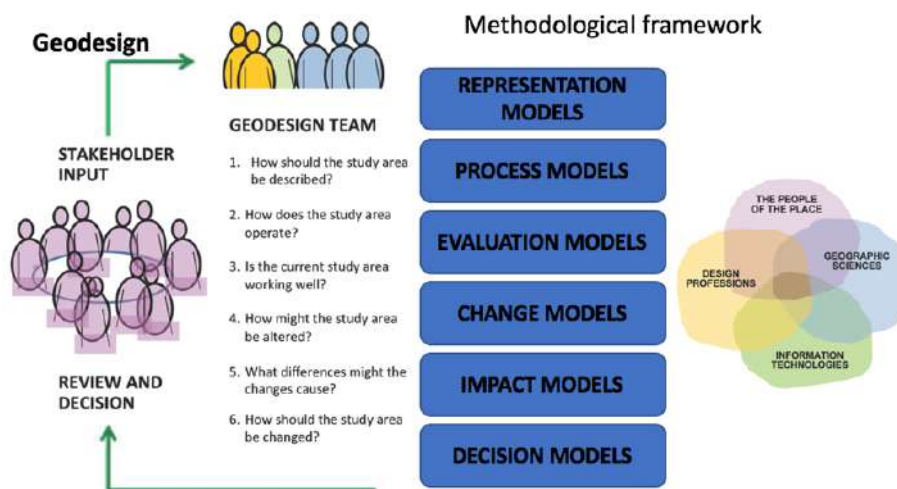 Geodesign
Methodological framework
STAKEHOLDER
INPUT
REVIEW AND
DECISION
GEODESIGN TEAM
1. How should the study area
be described?
2. How does the study area
operate?
3. Is the current study area
working well?
4. How might the study area
be altered?
5. What differences might the
changes cause?
6. How should the study area
be changed?
REPRESENTATION
MODELS
PROCESS MODELS
EVALUATION MODELS
CHANGE MODELS
IMPACT MODELS
DECISION MODELS
THE PEOPLE
OF THE PLACE
DESIGN
PROFESSIONS
GEOGRAPHIC
SCIENCES
INFORMATION
TECHNOLOGIES